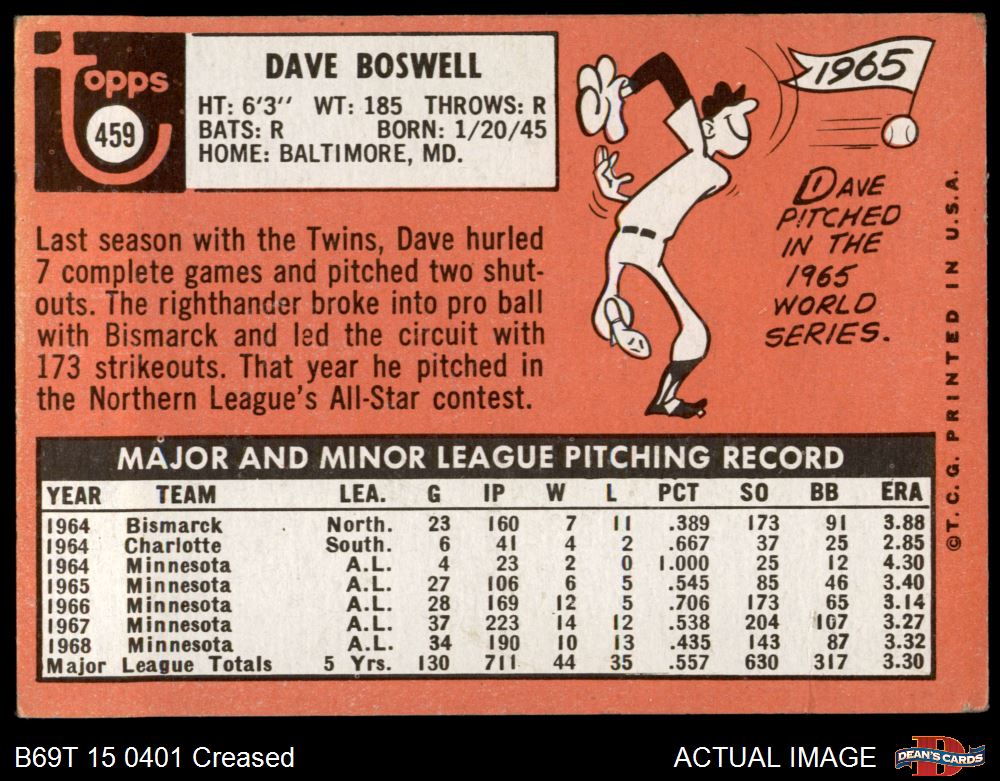 topps
459
DAVE BOSWELL
HT: 6'3" WT: 185 THROWS: R
BATS: R BORN: 1/20/45
HOME: BALTIMORE, MD.
Last season with the Twins, Dave hurled
7 complete games and pitched two shut-
outs. The righthander broke into pro ball
with Bismarck and led the circuit with
173 strikeouts. That year he pitched in
the Northern League's All-Star contest.
1965
DAVE
PITCHED
IN THE
1965
WORLD
SERIES.
©T.C.G. PRINTED IN U.S.A.
MAJOR AND MINOR LEAGUE PITCHING RECORD
YEAR TEAM LEA. G IP W L PCT SO BB ERA
1964 Bismarck North. 23 160 7 11 .389 173 91 3.88
1964 Charlotte South. 6 41 4 2 .667 37 25 2.85
1964 Minnesota A.L. 4 23 2 0 1.000 25 12 4.30
1965 Minnesota A.L. 27 106 6 5 .545 85 46 3.40
1966 Minnesota A.L. 28 169 12 5 .706 173 65 3.14
1967 Minnesota A.L. 37 223 14 12 .538 204 107 3.27
1968 Minnesota A.L. 34 190 10 13 .435 143 87 3.32
Major League Totals 5 Yrs. 130 711 44 35 .557 630 317 3.30
B69T 15 0401 Creased
ACTUAL IMAGE
D
DEAN'S CARDS